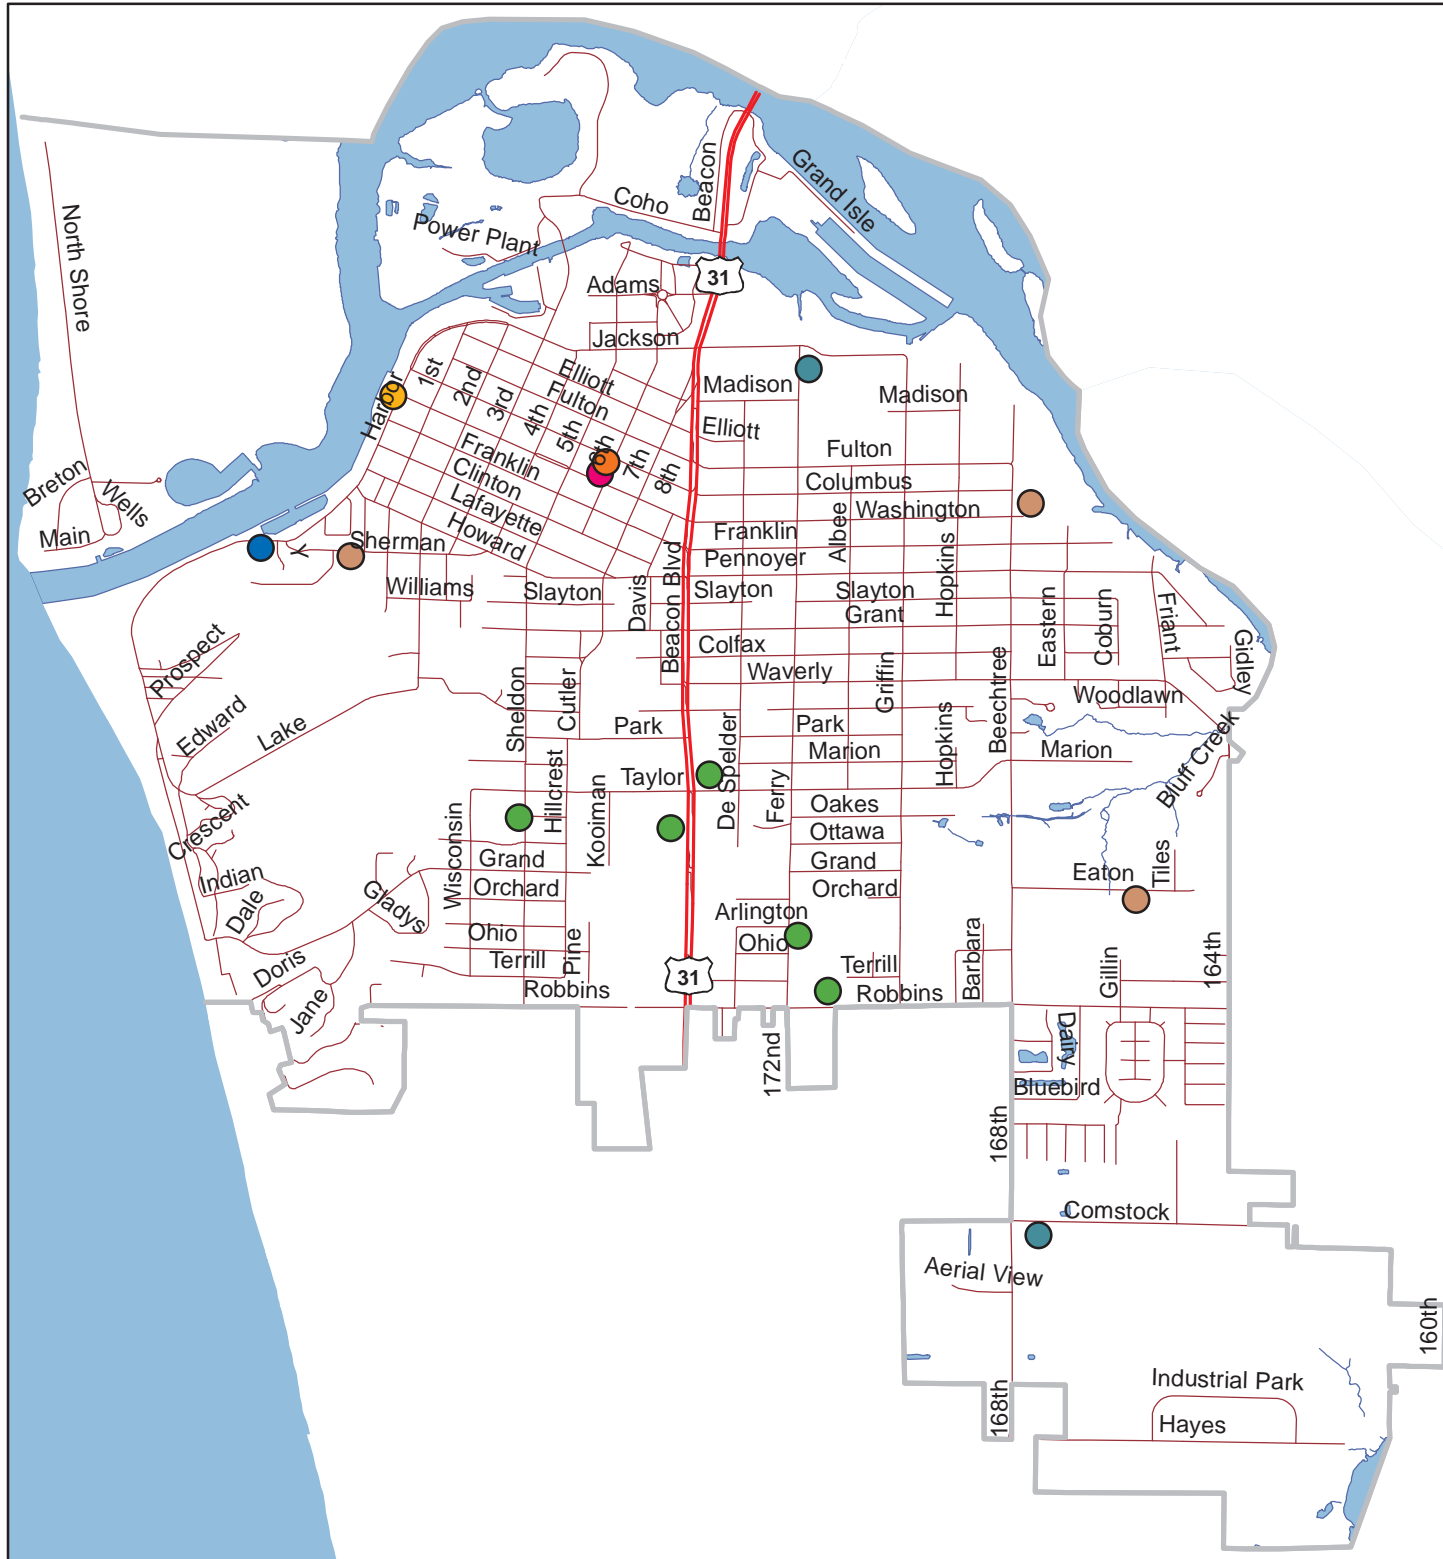 Grand Isle
Beacon
Coho
North Shore
Power Plant
31
Adams
Jackson
Harbor
1st
2nd
3rd
4th
5th
6th
7th
8th
Elliott
Fulton
Madison
Madison
Elliott
Fulton
Franklin
Clinton
Lafayette
Howard
Columbus
Washington
Breton
Wells
Main
Y
Sherman
Franklin
Pennoyer
Albee
Hopkins
Beacon Blvd
Williams
Slayton
Davis
Slayton
Slayton
Grant
Eastern
Coburn
Friant
Gidley
Colfax
Waverly
Griffin
Beechtree
Woodlawn
Prospect
Edward
Lake
Sheldon
Cutler
Park
De Spelder
Park
Marion
Hopkins
Marion
Bluff Creek
Taylor
Hillcrest
Kooiman
Ferry
Oakes
Ottawa
Grand
Orchard
Crescent
Wisconsin
Grand
Orchard
Eaton
Tiles
Indian
Dale
Gladys
Arlington
Ohio
Ohio
Terrill
Pine
Terrill
Robbins
Robbins
Barbara
Gillin
164th
Doris
Jane
31
172nd
Dairy
Bluebird
168th
Comstock
Aerial View
160th
Industrial Park
Hayes
168th